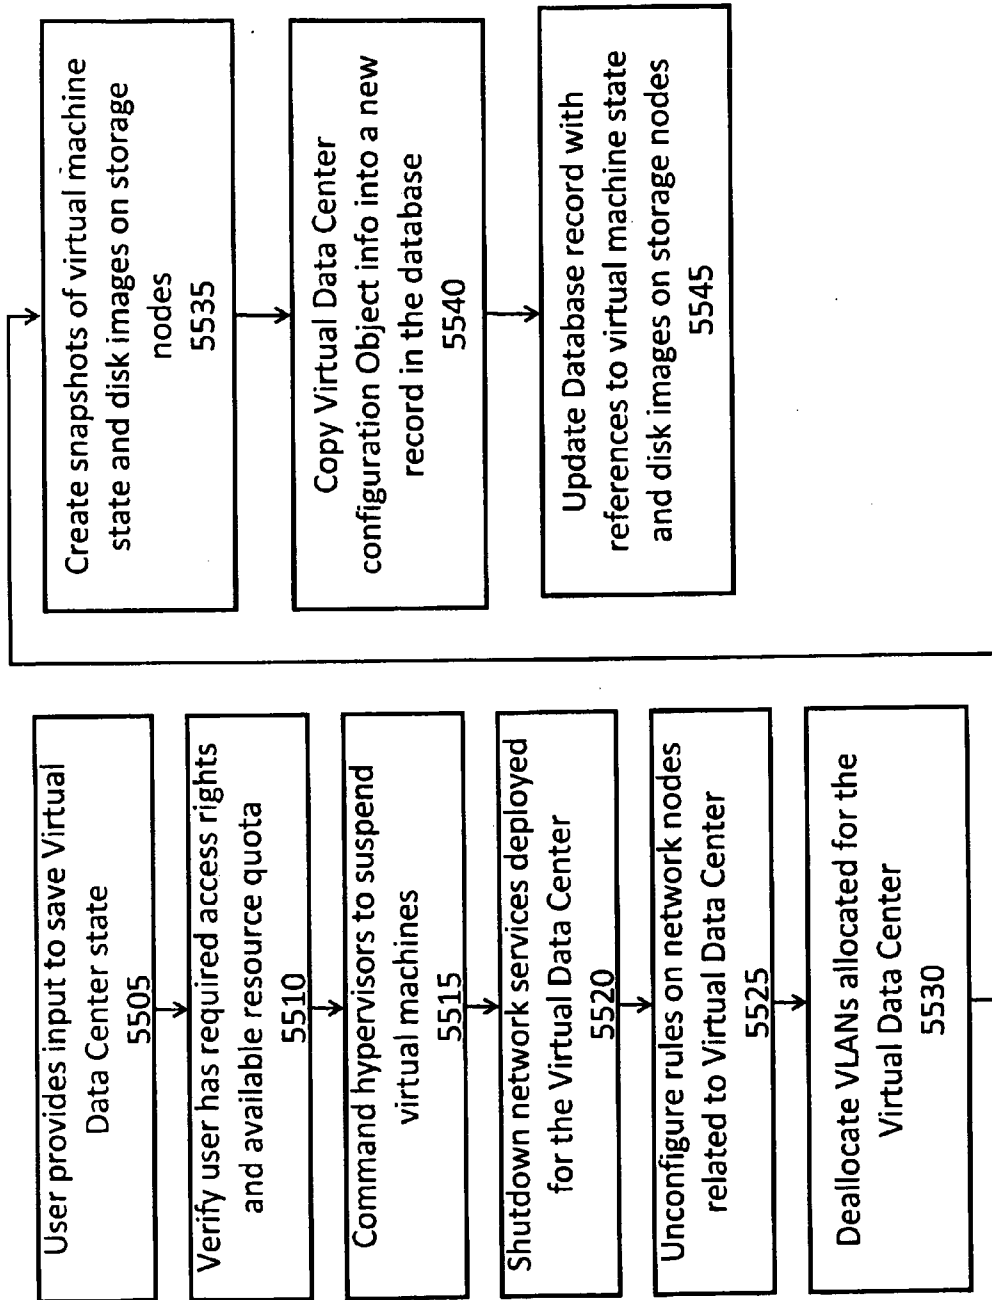 User provides input to save Virtual
Data Center state
5505
Verify user has required access rights
and available resource quota
5510
Command hypervisors to suspend
virtual machines
5515
Shutdown network services deployed
for the Virtual Data Center
5520
Unconfigure rules on network nodes
related to Virtual Data Center
5525
Deallocate VLANs allocated for the
Virtual Data Center
5530
Create snapshots of virtual machine
state and disk images on storage
nodes
5535
Copy Virtual Data Center
configuration Object info into a new
record in the database
5540
Update Database record with
references to virtual machine state
and disk images on storage nodes
5545